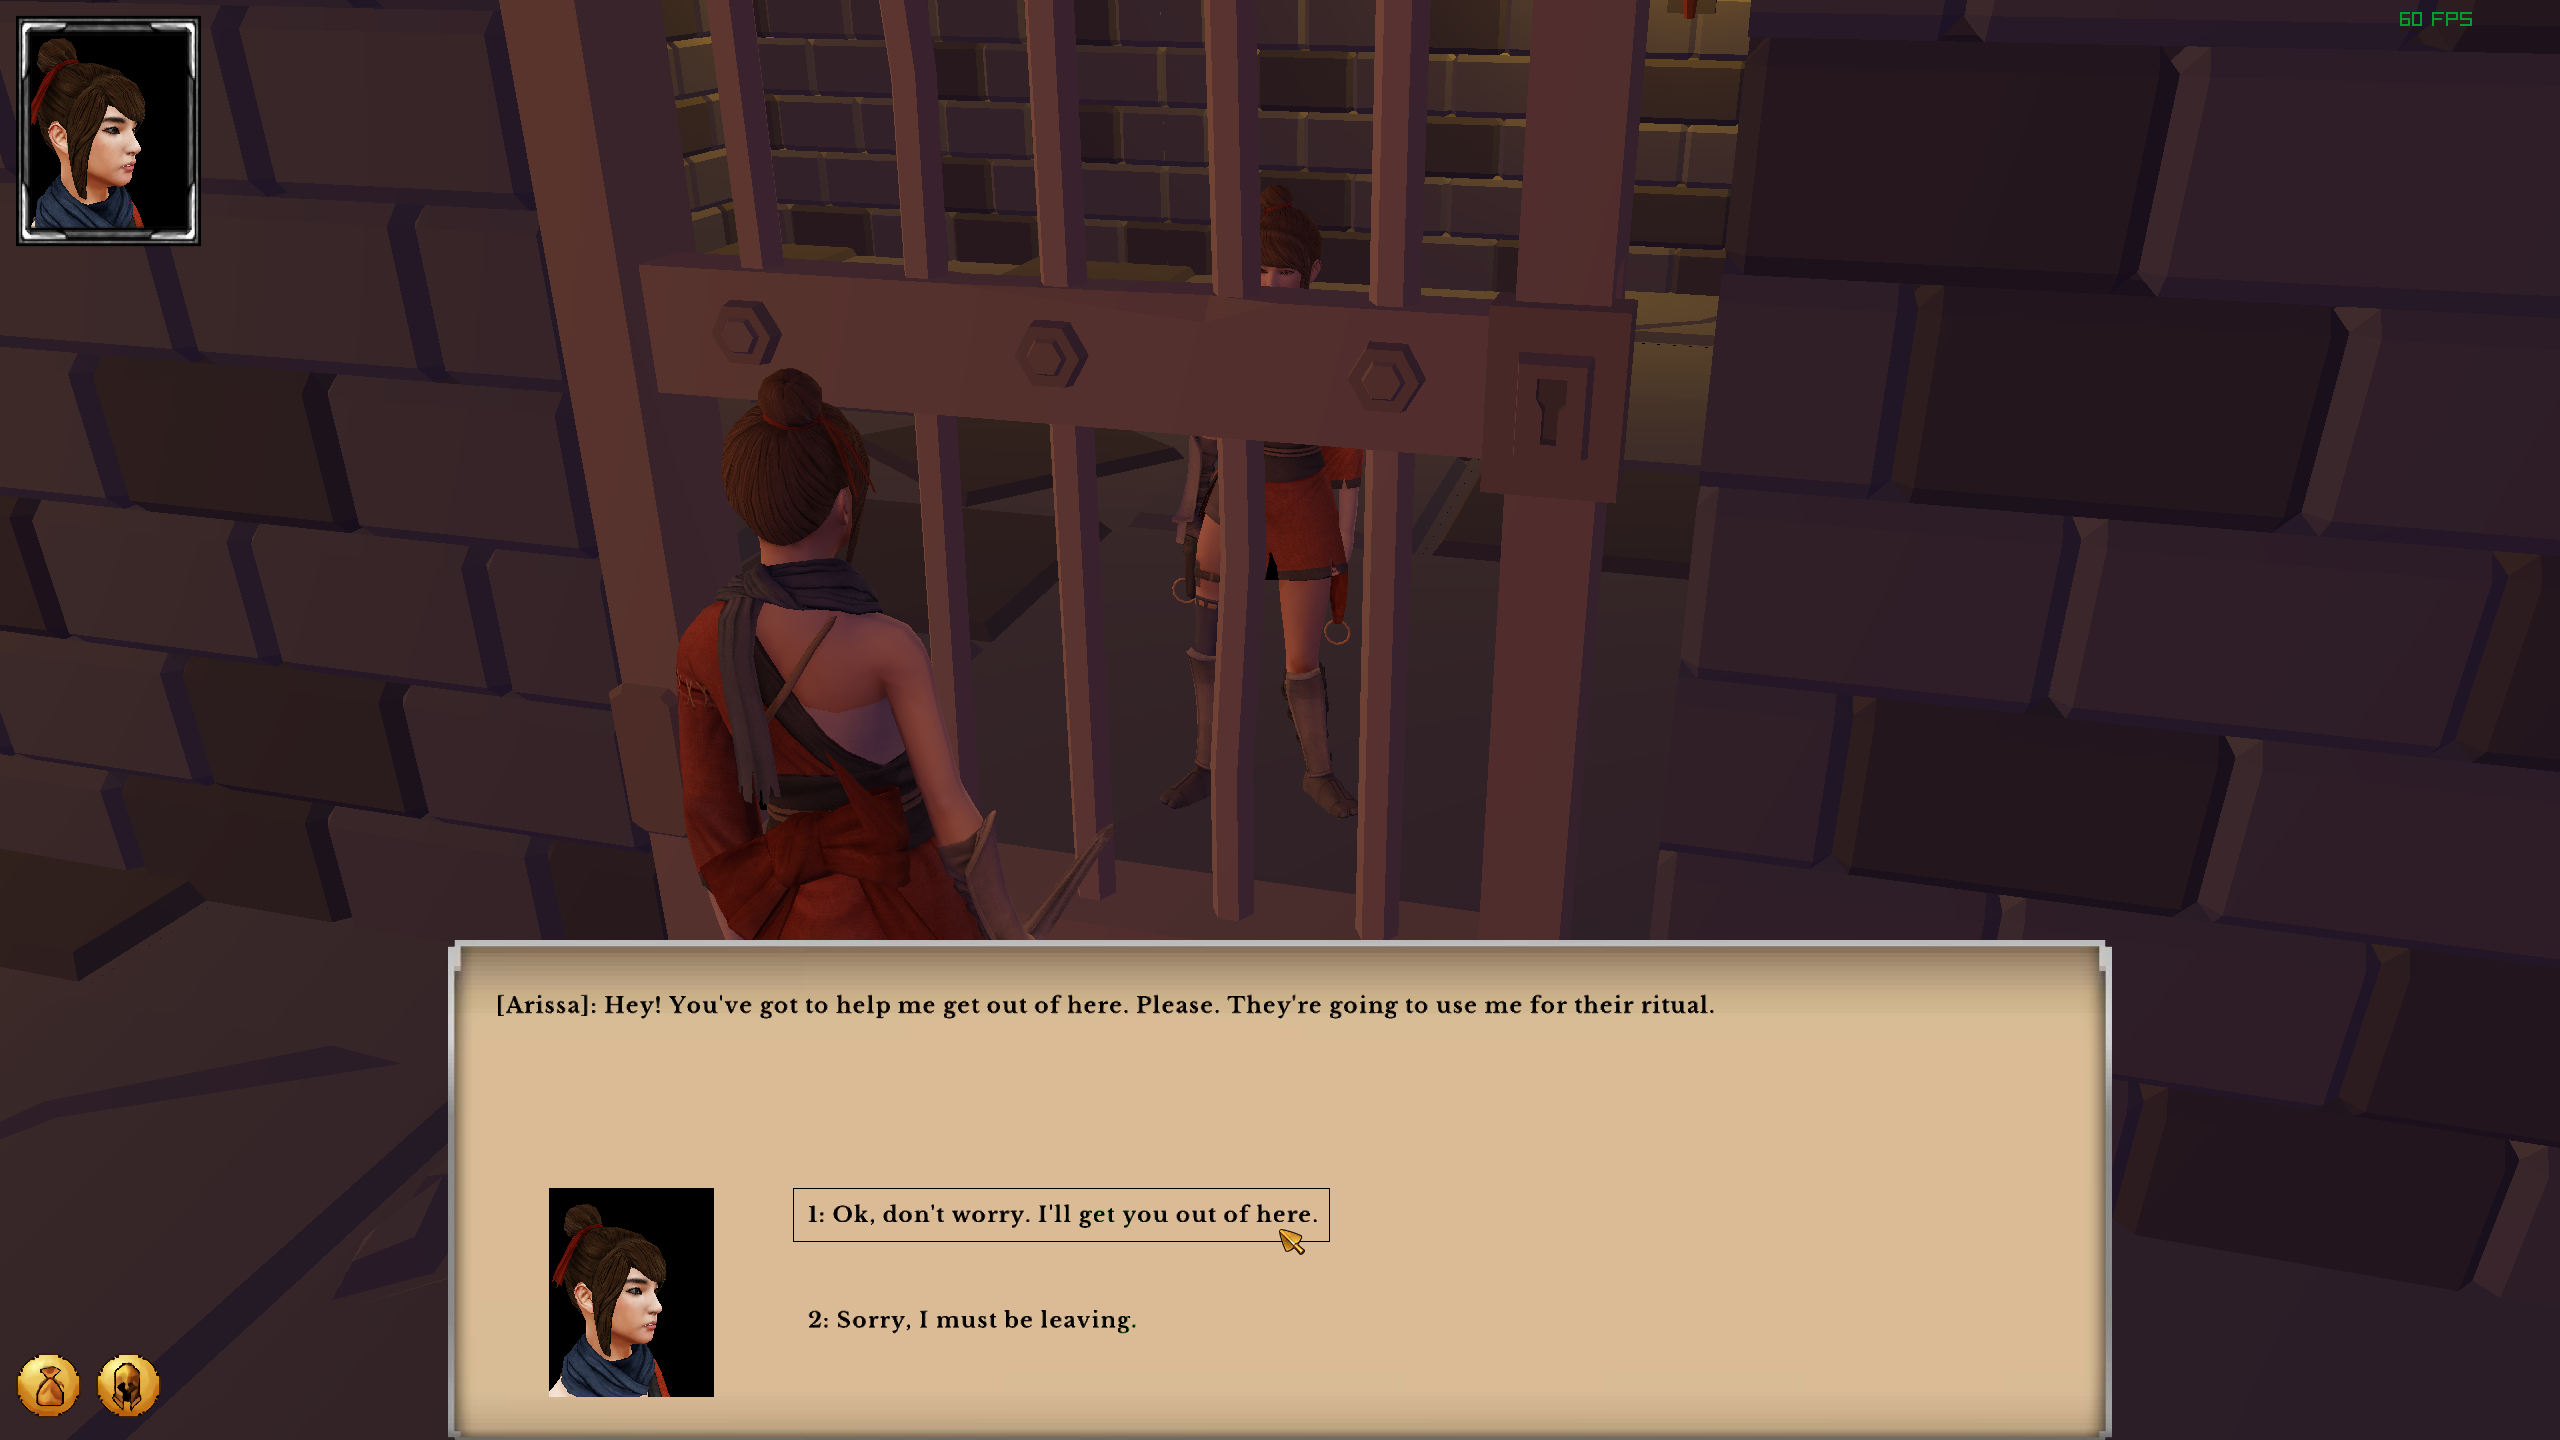 60 FPS
[Arissa]: Hey! You've got to help me get out of here. Please. They're going to use me for their ritual.
1: Ok, don't worry. I'll get you out of here.
2: Sorry, I must be leaving.